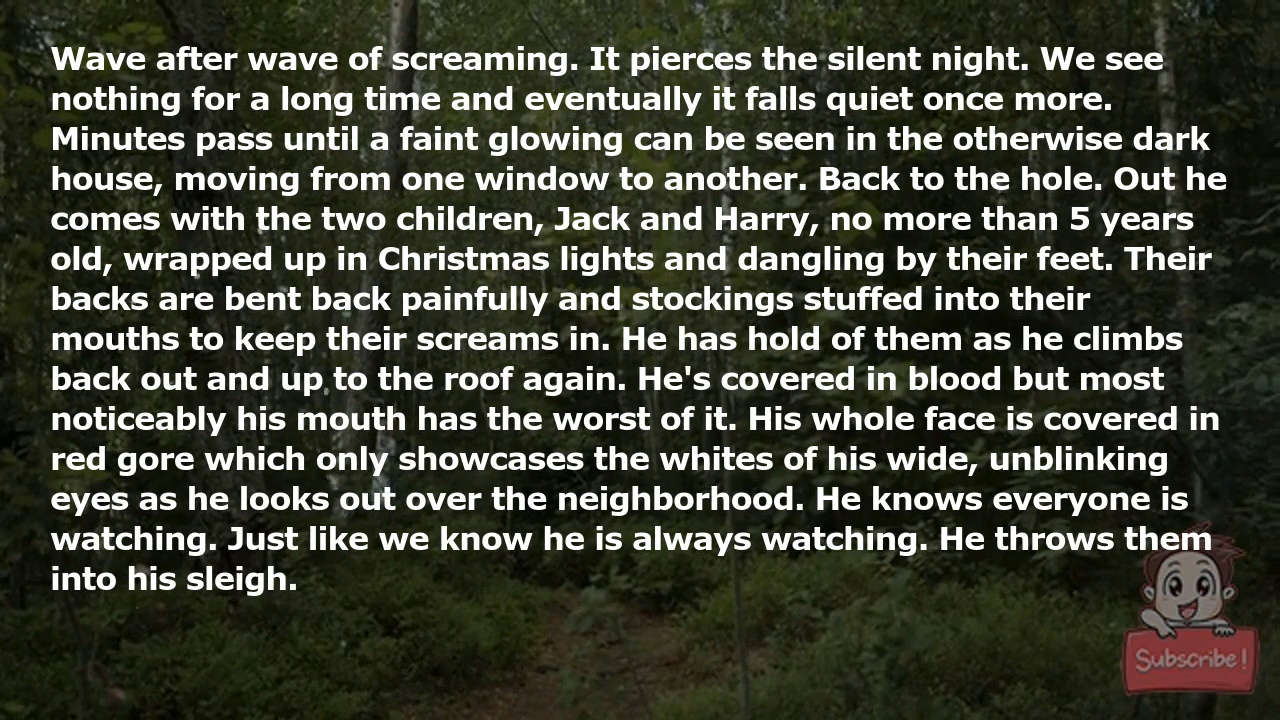 Wave after wave of screaming. It pierces the silent night. We see
nothing for a long time and eventually it falls quiet once more.
Minutes pass until a faint glowing can be seen in the otherwise dark
house, moving from one window to another. Back to the hole. Out he
comes with the two children, Jack and Harry, no more than 5 years
old, wrapped up in Christmas lights and dangling by their feet. Their
backs are bent back painfully and stockings stuffed into their
mouths to keep their screams in. He has hold of them as he climbs
back out and up to the roof again. He's covered in blood but most
noticeably his mouth has the worst of it. His whole face is covered in
red gore which only showcases the whites of his wide, unblinking
eyes as he looks out over the neighborhood. He knows everyone is
watching. Just like we know he is always watching. He throws them
into his sleigh.
Subscribe!